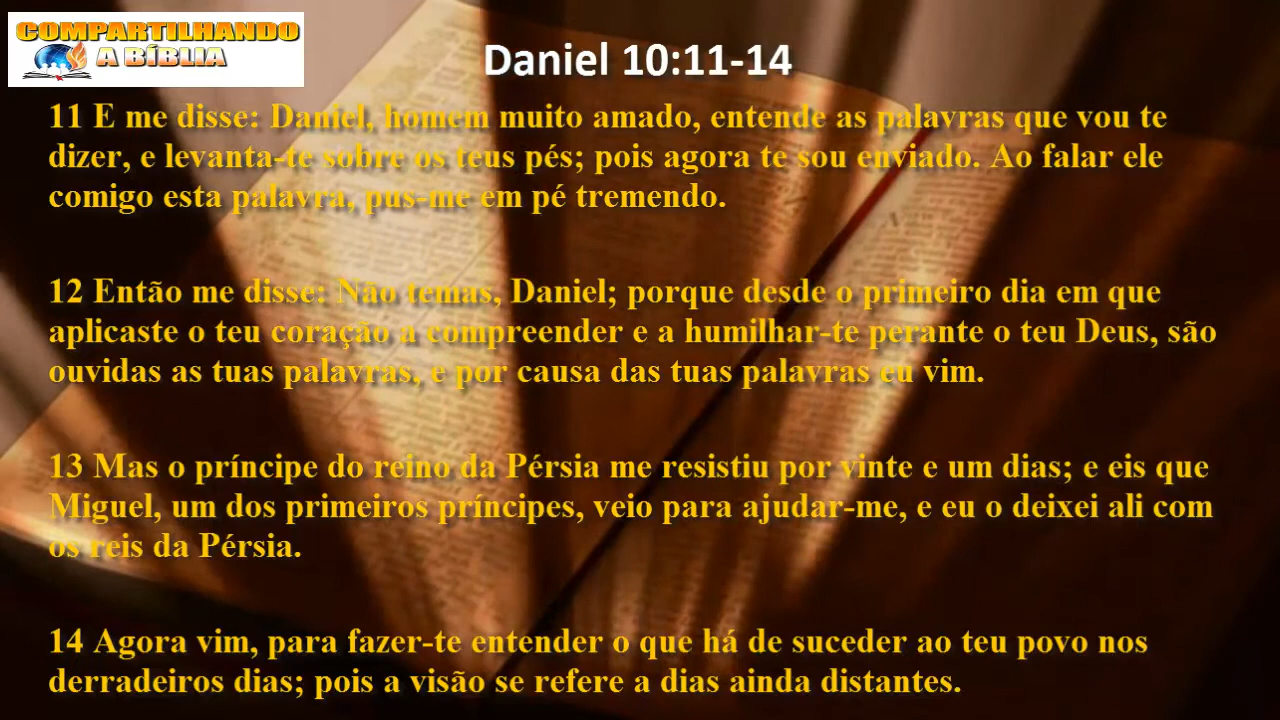 COMPARTILHANDO
A BÍBLIA
Daniel 10:11-14
11 E me disse: Daniel, homem muito amado, entende as palavras que vou te
dizer, e levanta-te sobre os teus pés; pois agora te sou enviado. Ao falar ele
comigo esta palavra, pus-me em pé tremendo.
12 Então me disse: Não temas, Daniel; porque desde o primeiro dia em que
aplicaste o teu coração a compreender e a humilhar-te perante o teu Deus, são
ouvidas as tuas palavras, e por causa das tuas palavras eu vim.
13 Mas o príncipe do reino da Pérsia me resistiu por vinte e um dias; e eis que
Miguel, um dos primeiros príncipes, veio para ajudar-me, e eu o deixei ali com
os reis da Pérsia.
14 Agora vim, para fazer-te entender o que há de suceder ao teu povo nos
derradeiros dias; pois a visão se refere a dias ainda distantes.